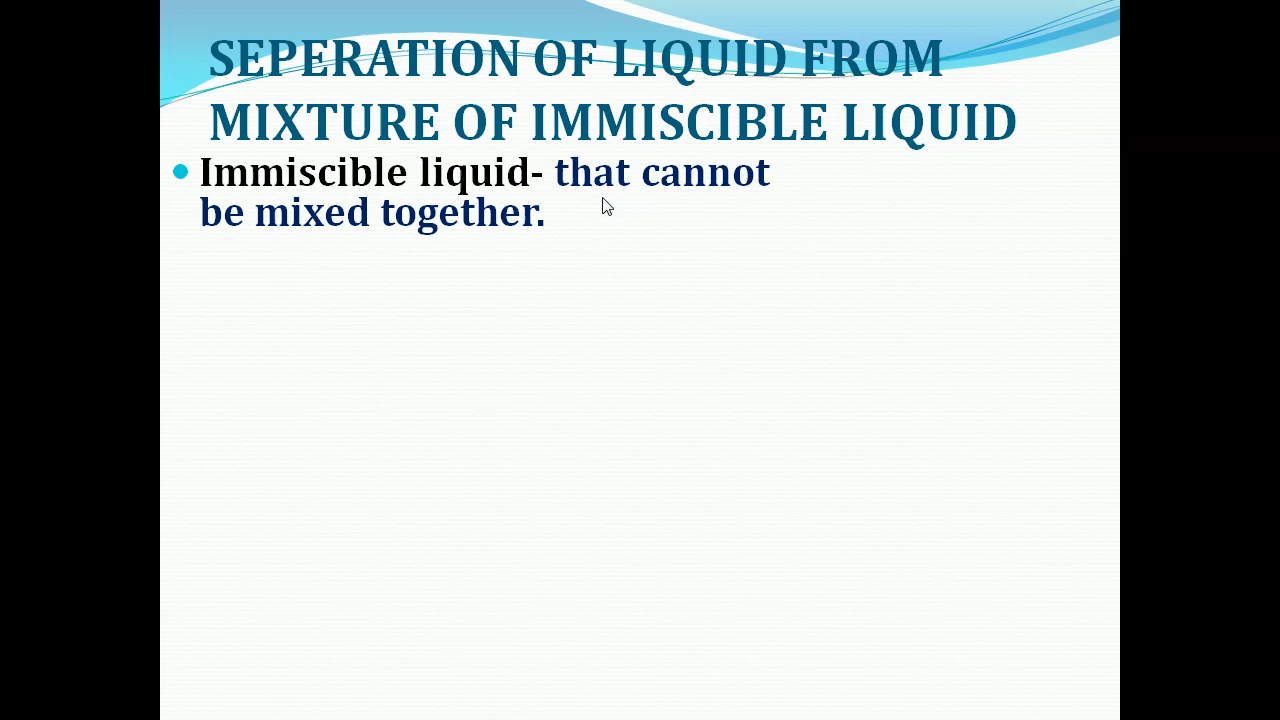 SEPERATION OF LIQUID FROM
MIXTURE OF IMMISCIBLE LIQUID
Immiscible liquid- that cannot
be mixed together.